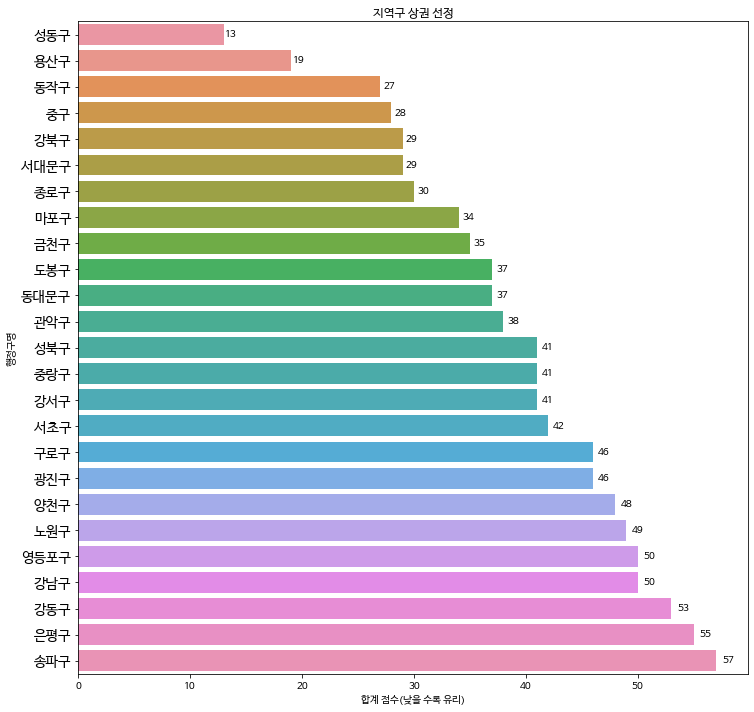 지역구 상권 선정
성동구 13
용산구 19
동작구 27
중구 28
강북구 29
서대문구 29
종로구 30
마포구 34
금천구 35
도봉구 37
동대문구 37
관악구 38
성북구 41
중랑구 41
강서구 41
서초구 42
구로구 46
광진구 46
양천구 48
노원구 49
영등포구 50
강남구 50
강동구 53
은평구 55
송파구 57
행정구명
0 10 20 30 40 50
합계 점수(낮을 수록 유리)